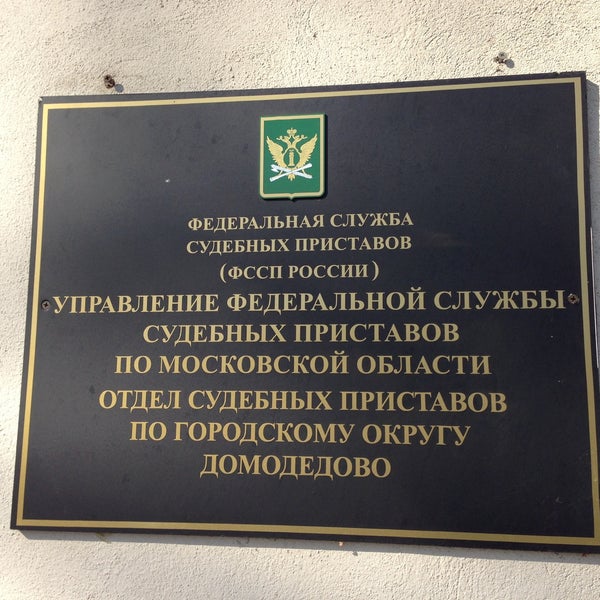 ФЕДЕРАЛЬНАЯ СЛУЖБА
СУДЕБНЫХ ПРИСТАВОВ
(ФССП РОССИИ)
УПРАВЛЕНИЕ ФЕДЕРАЛЬНОЙ СЛУЖБЫ
СУДЕБНЫХ ПРИСТАВОВ
ПО МОСКОВСКОЙ ОБЛАСТИ
ОТДЕЛ СУДЕБНЫХ ПРИСТАВОВ
ПО ГОРОДСКОМУ ОКРУГУ
ДОМОДЕДОВО